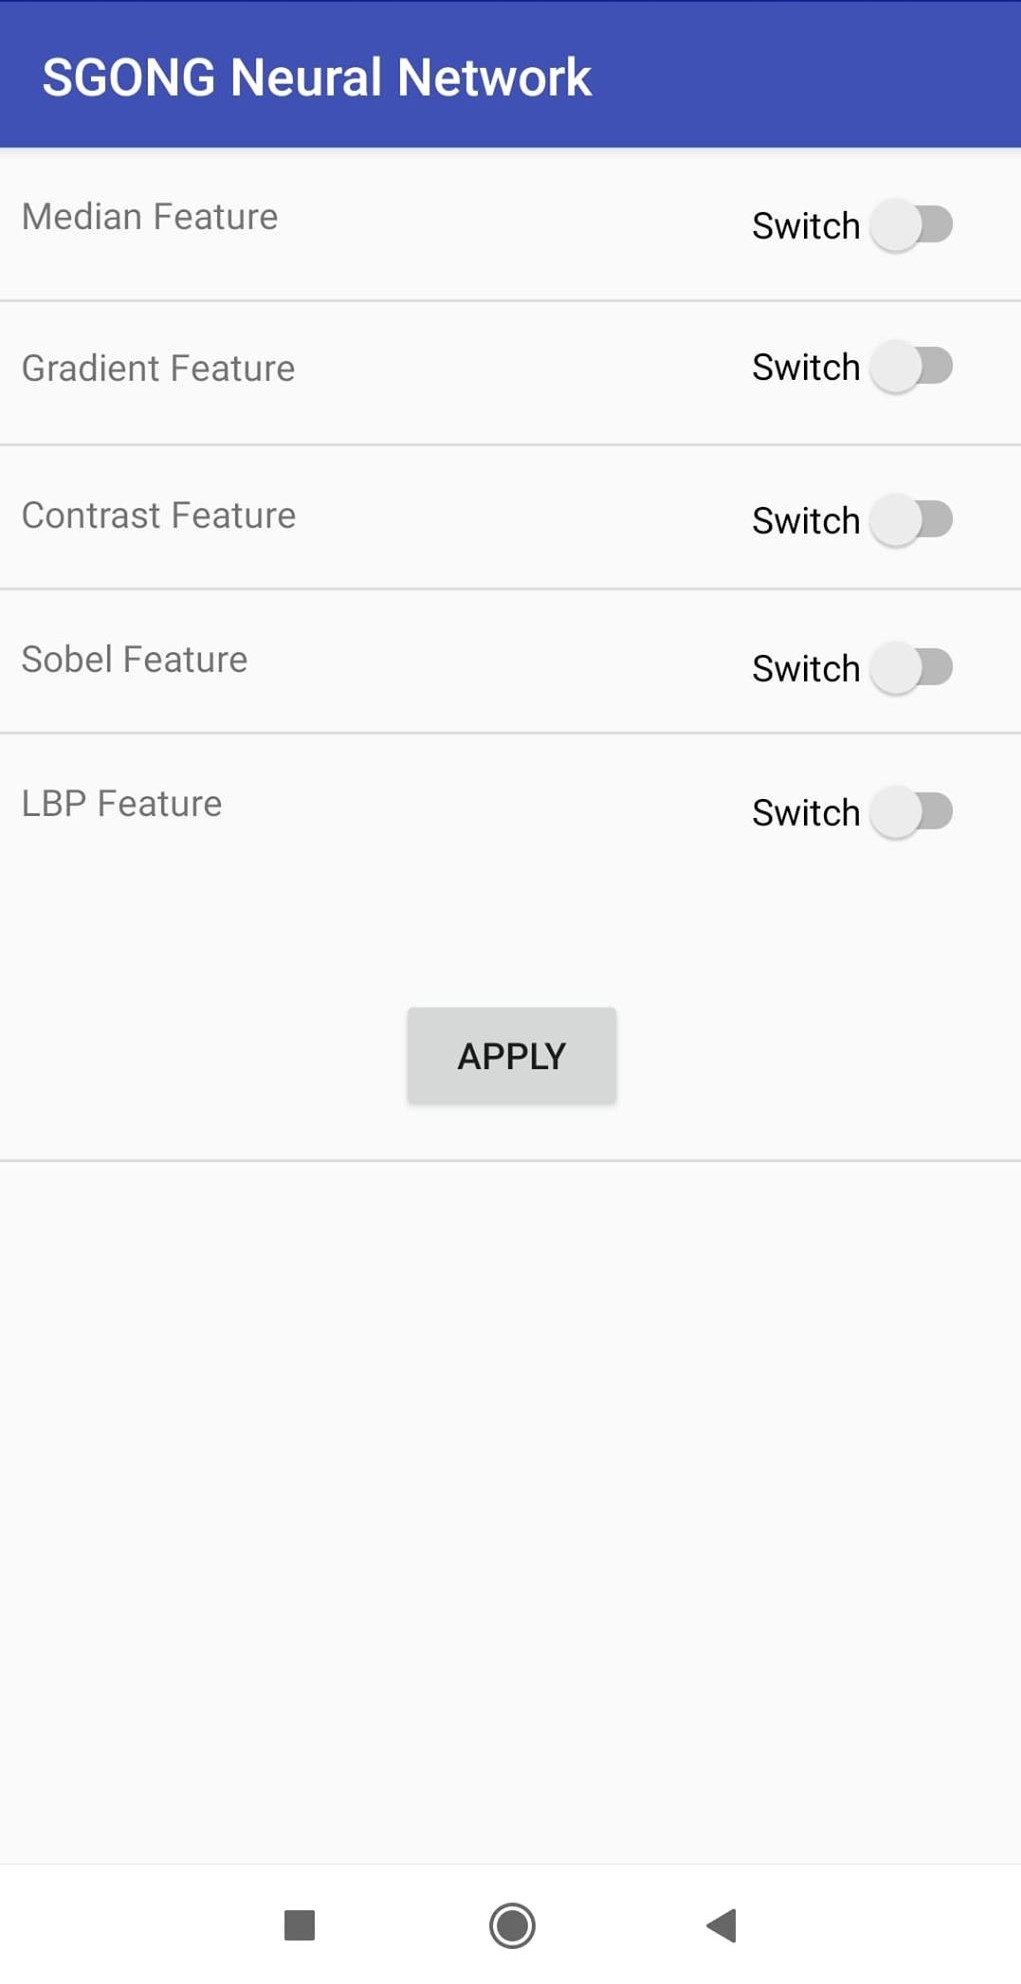 SGONG Neural Network
Median Feature Switch
Gradient Feature Switch
Contrast Feature Switch
Sobel Feature Switch
LBP Feature Switch
APPLY